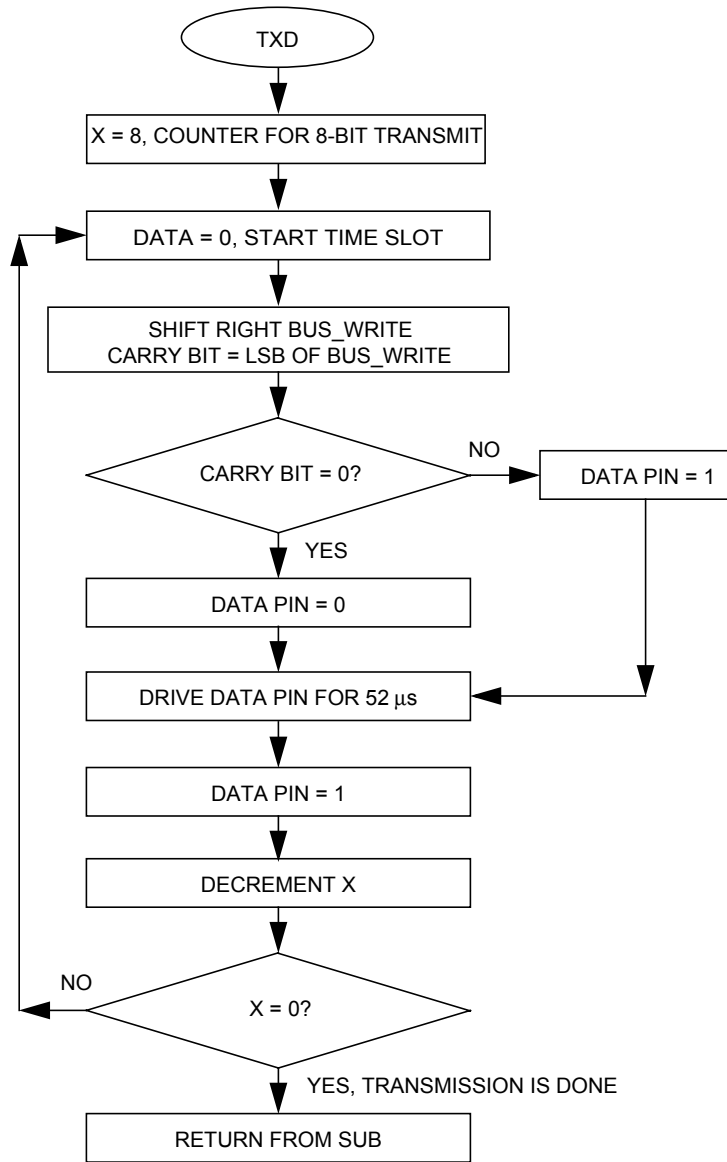 TXD
X = 8, COUNTER FOR 8-BIT TRANSMIT
DATA = 0, START TIME SLOT
SHIFT RIGHT BUS_WRITE
CARRY BIT = LSB OF BUS_WRITE
CARRY BIT = 0?
NO
DATA PIN = 1
YES
DATA PIN = 0
DRIVE DATA PIN FOR 52 μs
DATA PIN = 1
DECREMENT X
NO
X = 0?
YES, TRANSMISSION IS DONE
RETURN FROM SUB